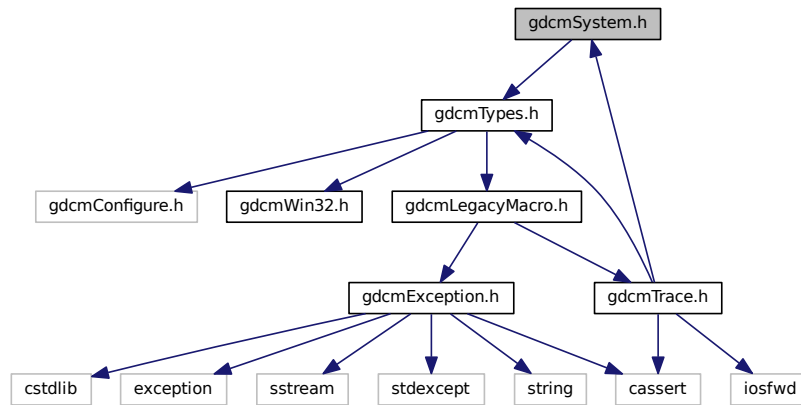 gdcmSystem.h
gdcmTypes.h
gdcmConfigure.h
gdcmWin32.h
gdcmLegacyMacro.h
gdcmException.h
gdcmTrace.h
cstdlib
exception
sstream
stdexcept
string
cassert
iosfwd